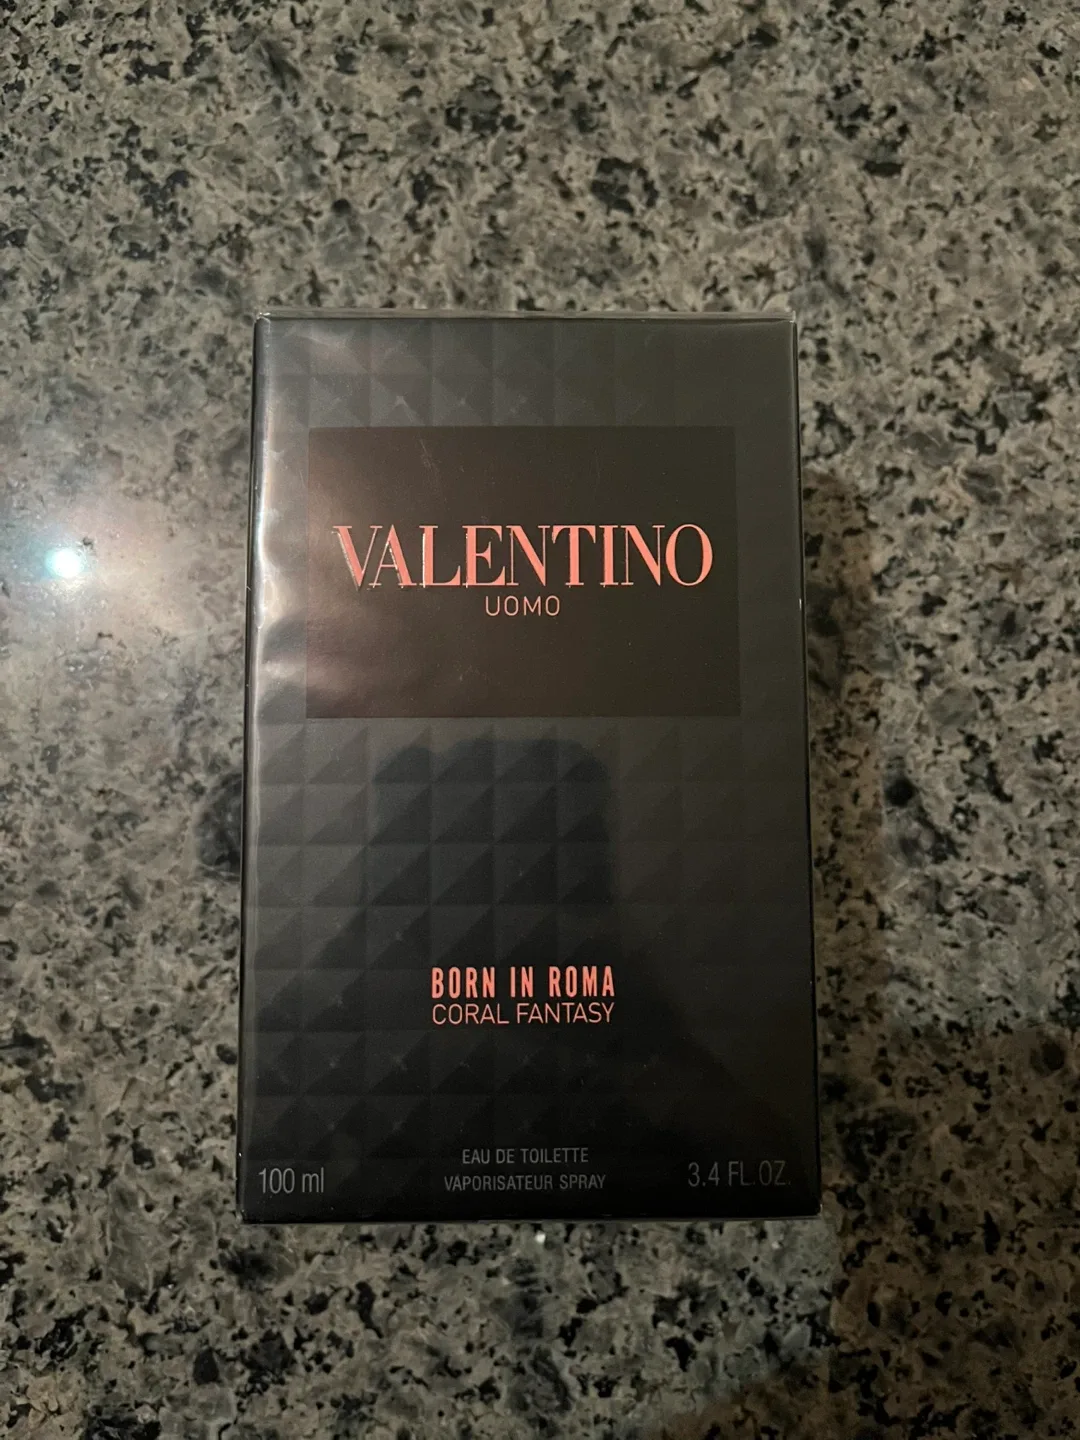 VALENTINO
UOMO
BORN IN ROMA
CORAL FANTASY
EAU DE TOILETTE
100 ml VAPORISATEUR SPRAY 3.4 FL.OZ.